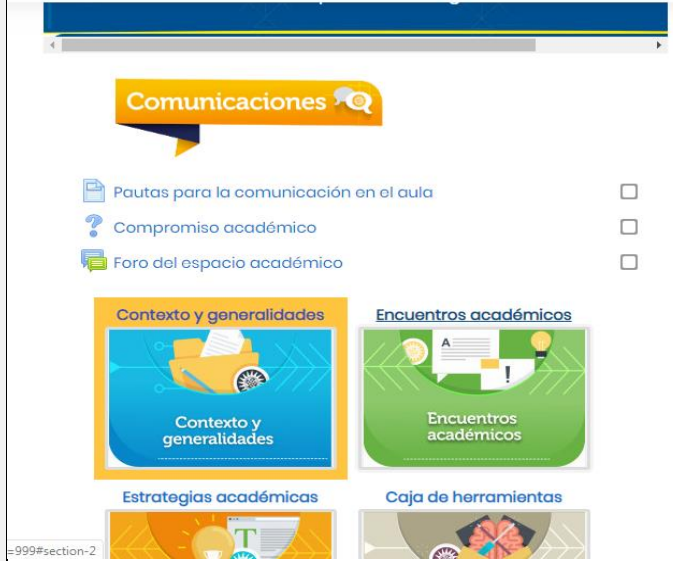 Comunicaciones
Pautas para la comunicación en el aula
Compromiso académico
Foro del espacio académico
Contexto y generalidades
Encuentros académicos
A
!
Contexto y
generalidades
Encuentros
académicos
Estrategias académicas
Caja de herramientas
T
=999#section-2